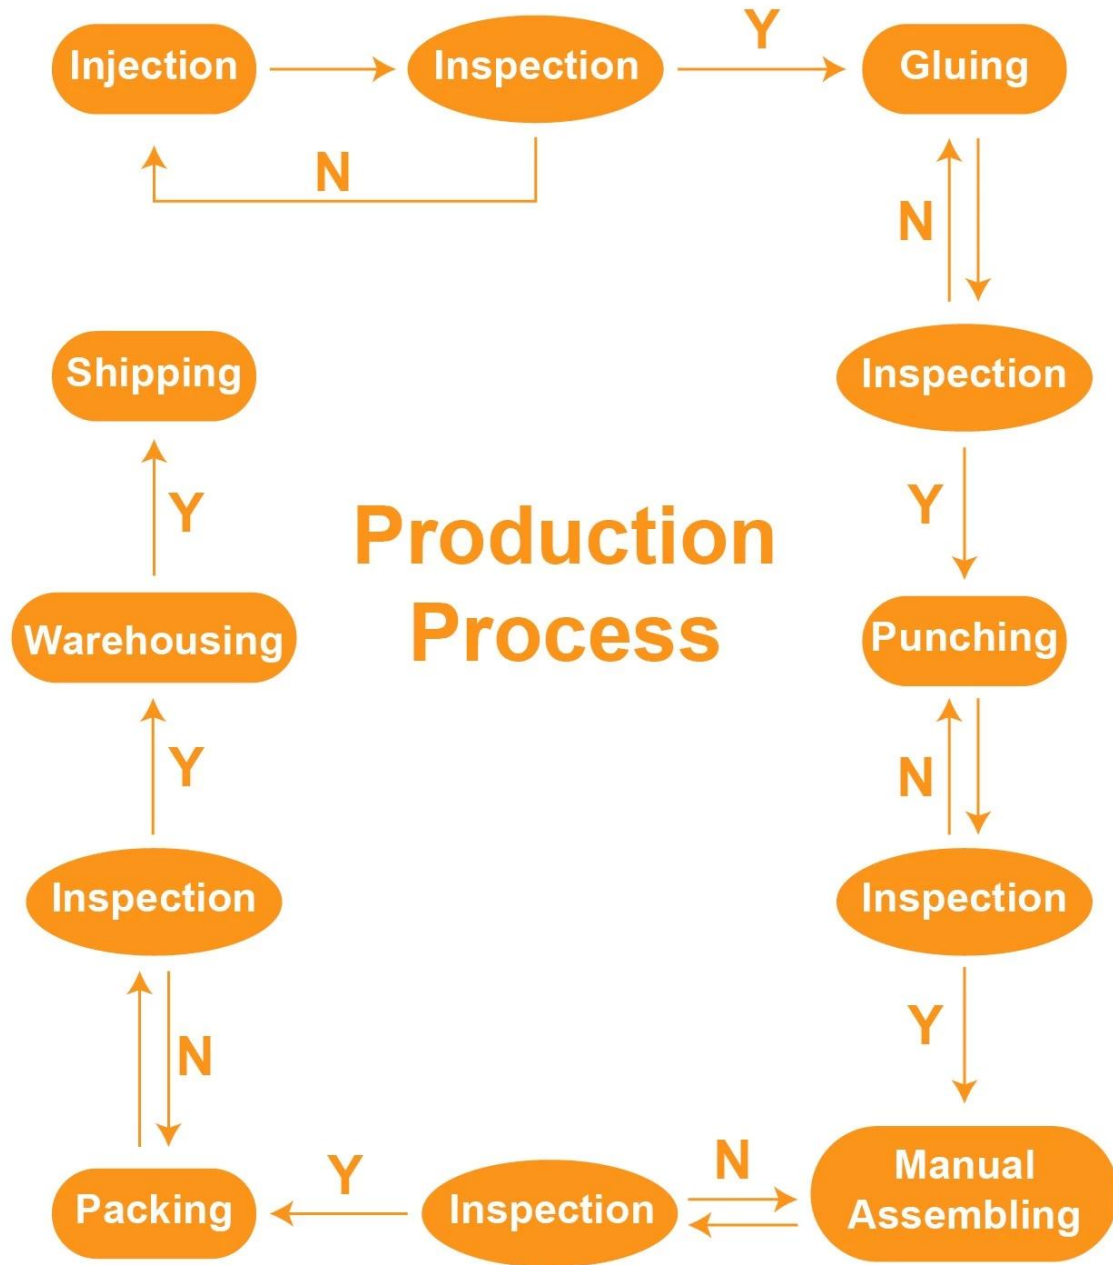 Injection
Inspection
Y
Gluing
N
N
Inspection
Y
Punching
N
Inspection
Y
Manual
Assembling
N
Inspection
Y
Packing
N
Inspection
Y
Warehousing
Y
Shipping
Production
Process